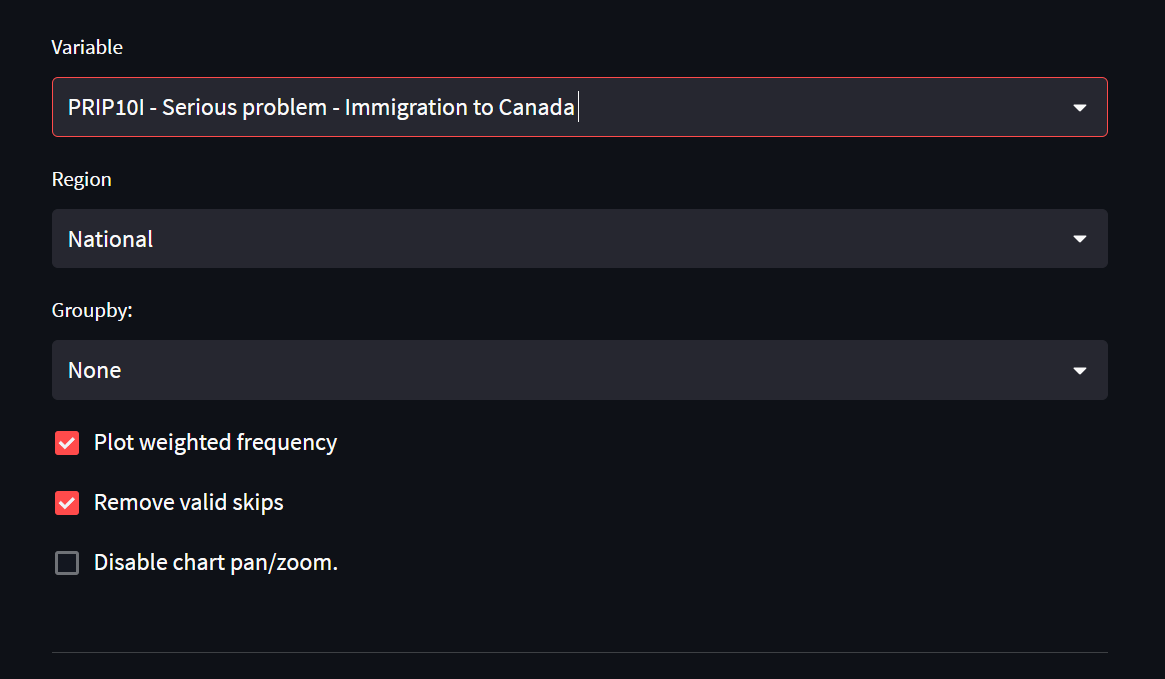 Variable
PRIP10I - Serious problem - Immigration to Canada
Region
National
Groupby:
None
Plot weighted frequency
Remove valid skips
Disable chart pan/zoom.